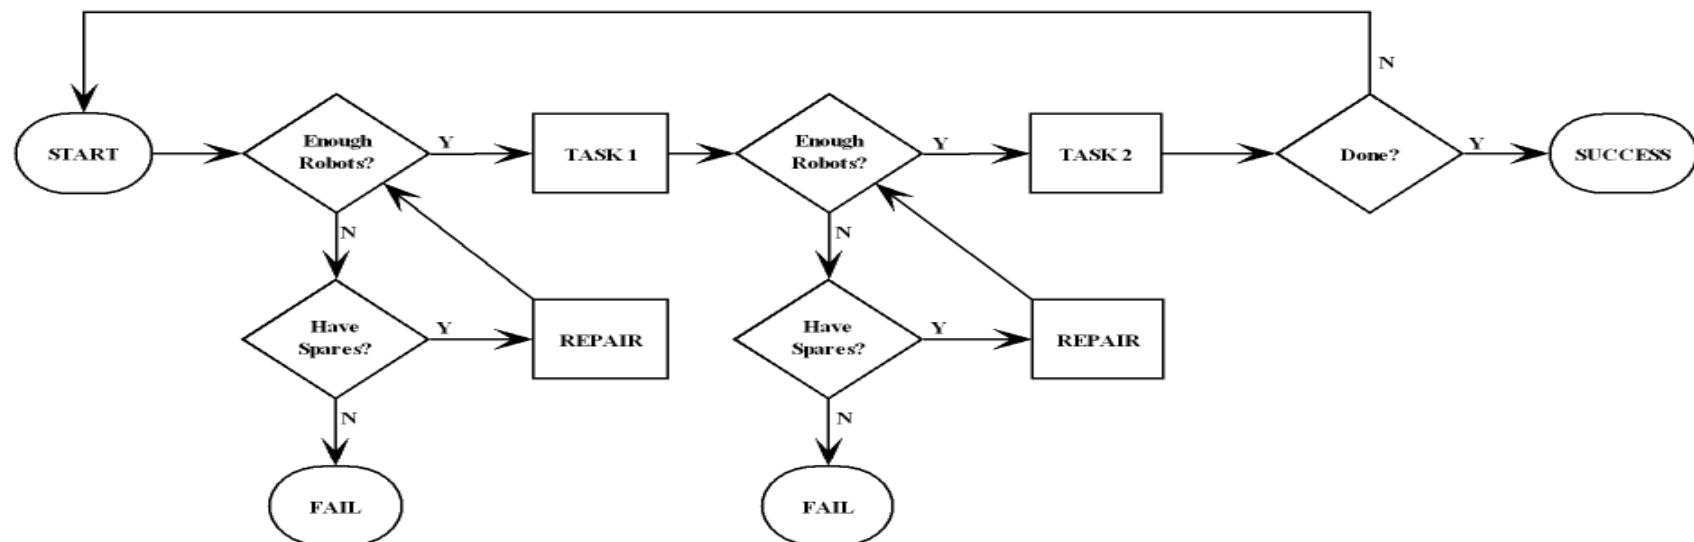 N
START
Enough
Robots?
Y
TASK 1
Enough
Robots?
Y
TASK 2
Done?
Y
SUCCESS
N
N
Have
Spares?
Y
REPAIR
Have
Spares?
Y
REPAIR
N
N
FAIL
FAIL